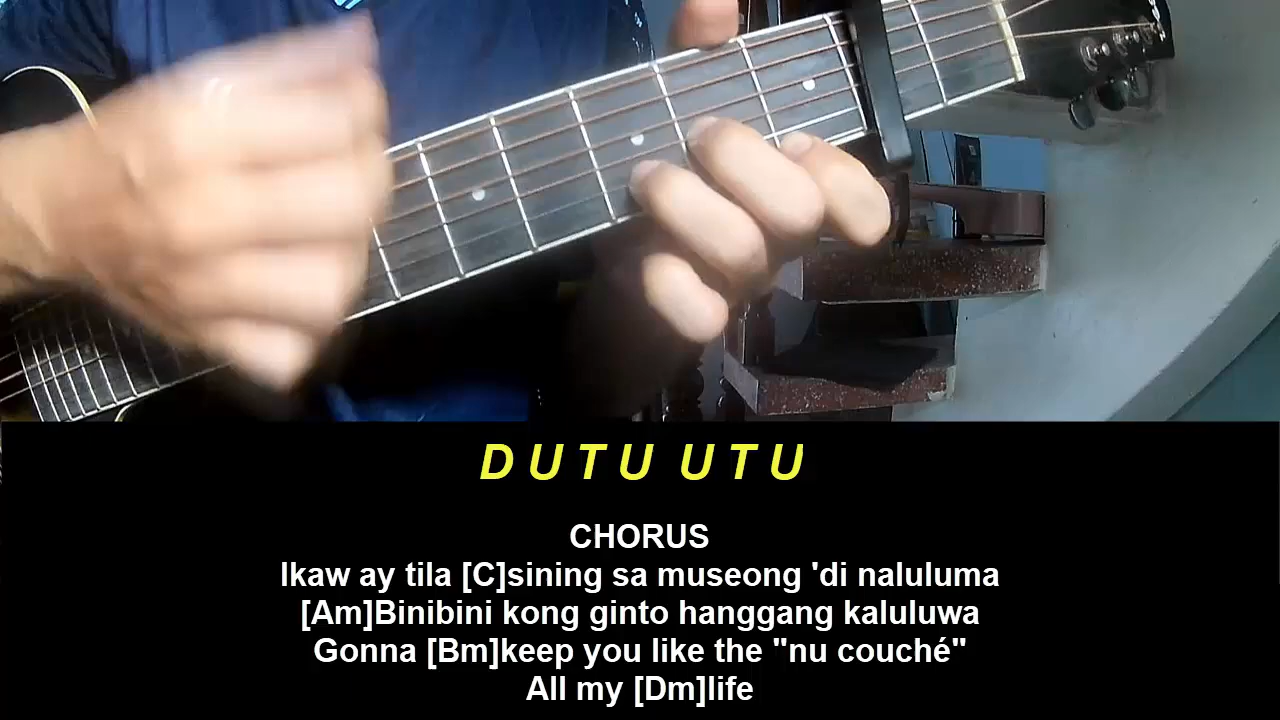 D U T U U T U
CHORUS
Ikaw ay tila [C]sining sa museong 'di naluluma
[Am]Binibini kong ginto hanggang kaluluwa
Gonna [Bm]keep you like the "nu couché"
All my [Dm]life